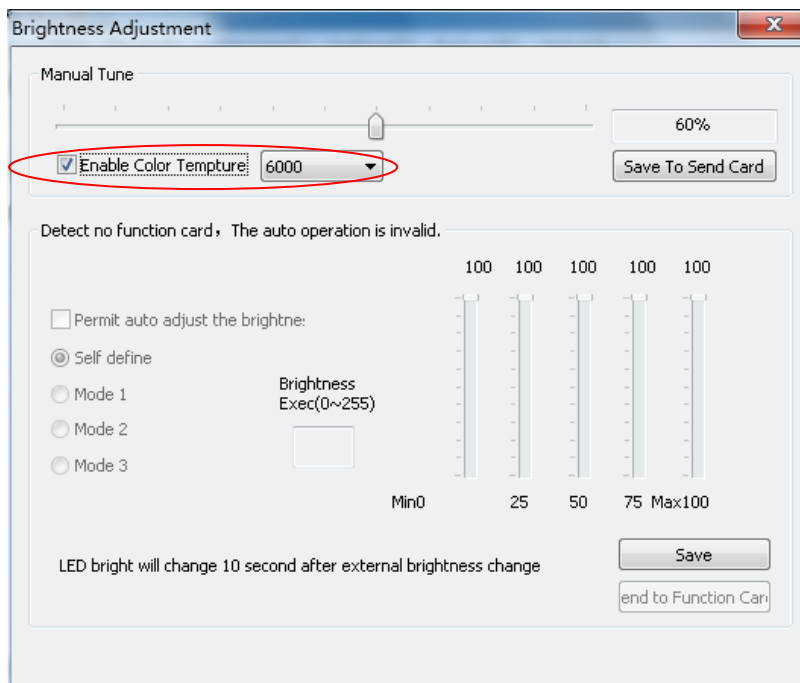 Brightness Adjustment
X
Manual Tune
60%
Enable Color Tempture
6000
Save To Send Card
Detect no function card，The auto operation is invalid.
100 100 100 100 100
Permit auto adjust the brightne:
Self define
Mode 1
Brightness
Exec(0~255)
Mode 2
Mode 3
Min0 25 50 75 Max100
LED bright will change 10 second after external brightness change
Save
end to Function Car